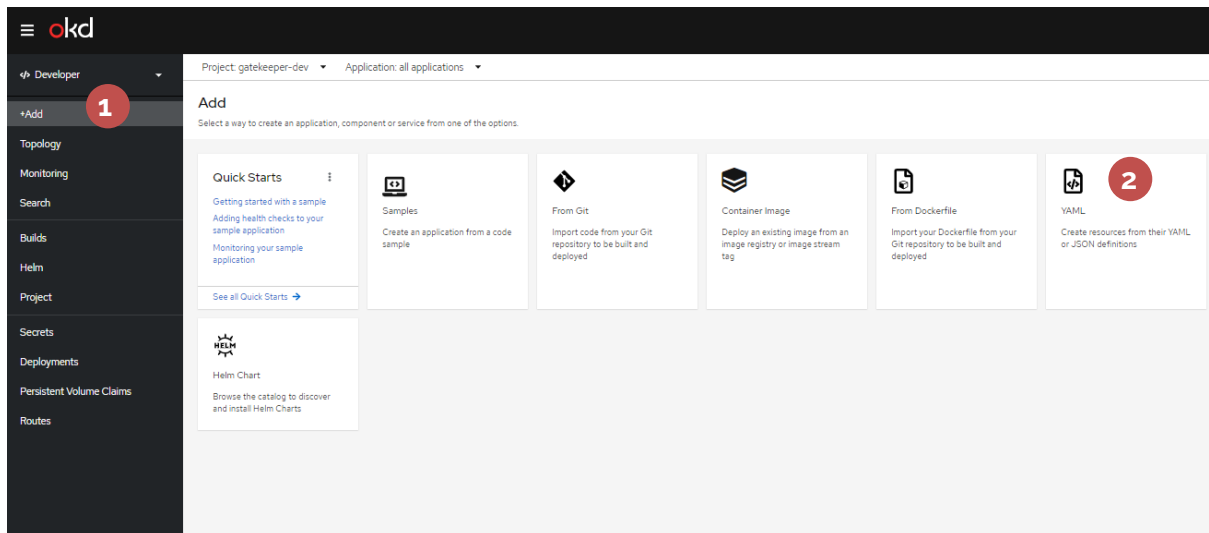 okd
Developer
Project: gatekeeper-dev
Application: all applications
1
+Add
Topology
Monitoring
Search
Builds
Helm
Project
Secrets
Deployments
Persistent Volume Claims
Routes
Add
Select a way to create an application, component or service from one of the options.
Quick Starts
Getting started with a sample
Adding health checks to your
sample application
Monitoring your sample
application
See all Quick Starts
Samples
Create an application from a code
sample
From Git
Import code from your Git
repository to be built and
deployed
Container Image
Deploy an existing image from an
image registry or image stream
tag
From Dockerfile
Import your Dockerfile from your
Git repository to be built and
deployed
2
YAML
Create resources from their YAML
or JSON definitions
HELM
Helm Chart
Browse the catalog to discover
and install Helm Charts